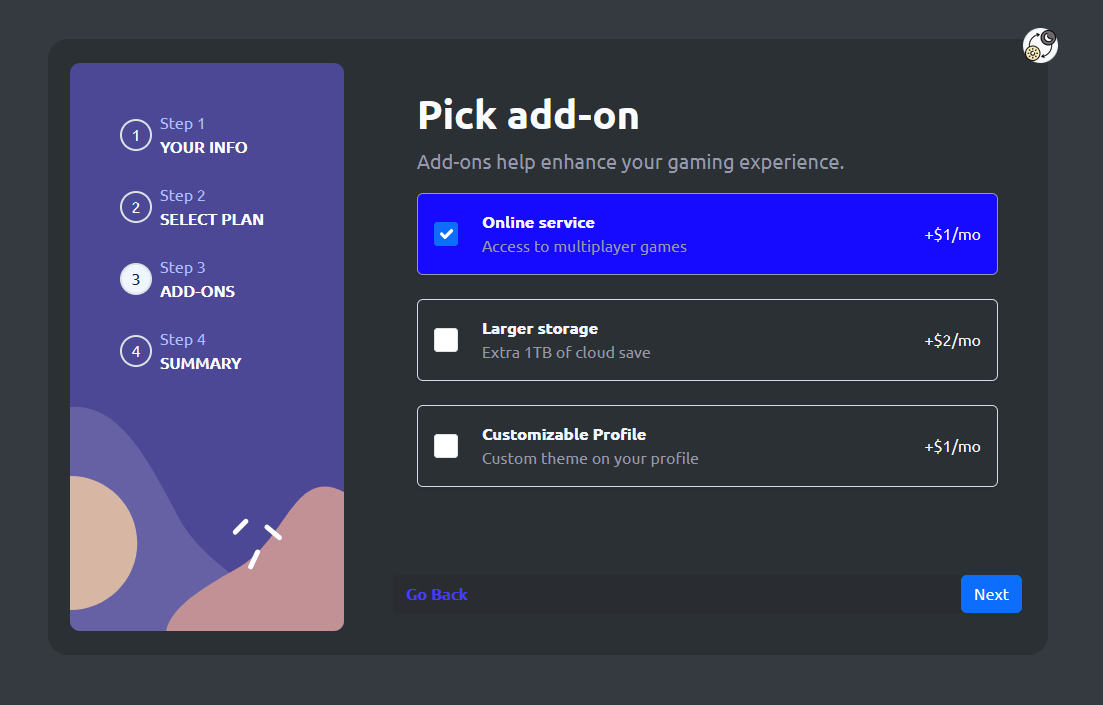 1
Step 1
YOUR INFO
2
Step 2
SELECT PLAN
3
Step 3
ADD-ONS
4
Step 4
SUMMARY
Pick add-on
Add-ons help enhance your gaming experience.
Online service
Access to multiplayer games
+$1/mo
Larger storage
Extra 1TB of cloud save
+$2/mo
Customizable Profile
Custom theme on your profile
+$1/mo
Go Back
Next